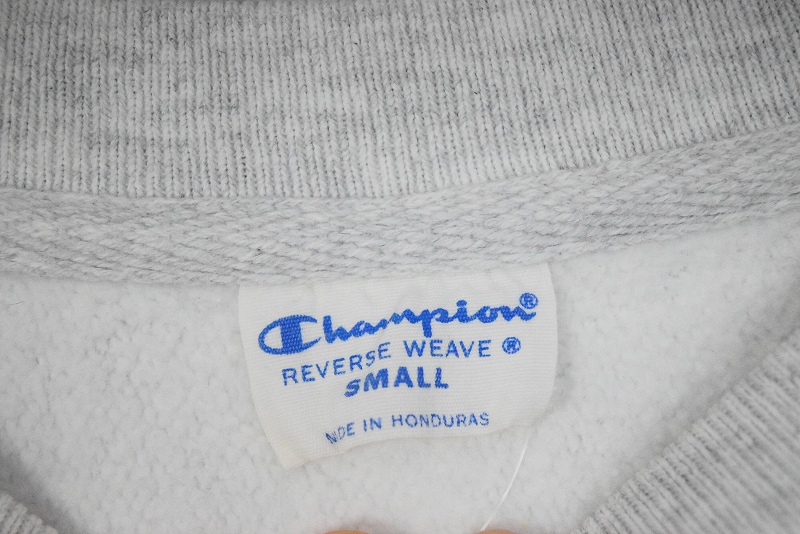 Champion®
REVERSE WEAVE ®
SMALL
MADE IN HONDURAS